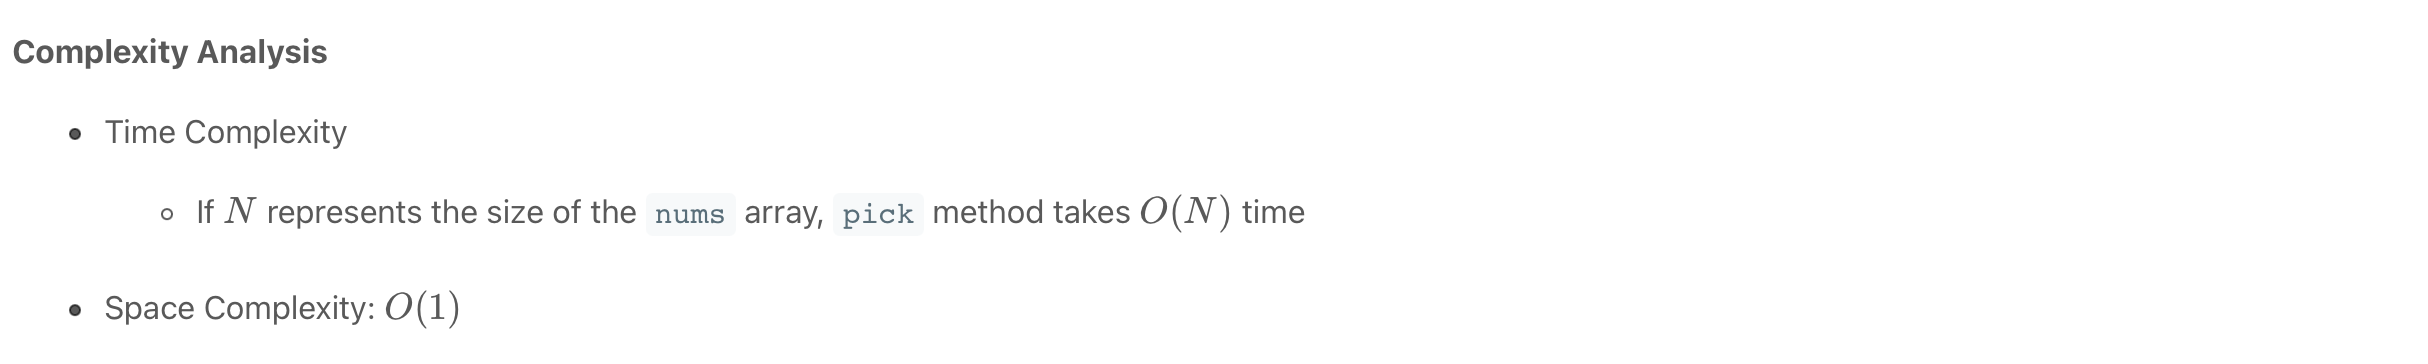 Complexity Analysis
Time Complexity
If N represents the size of the nums array, pick method takes O(N) time
Space Complexity: O(1)